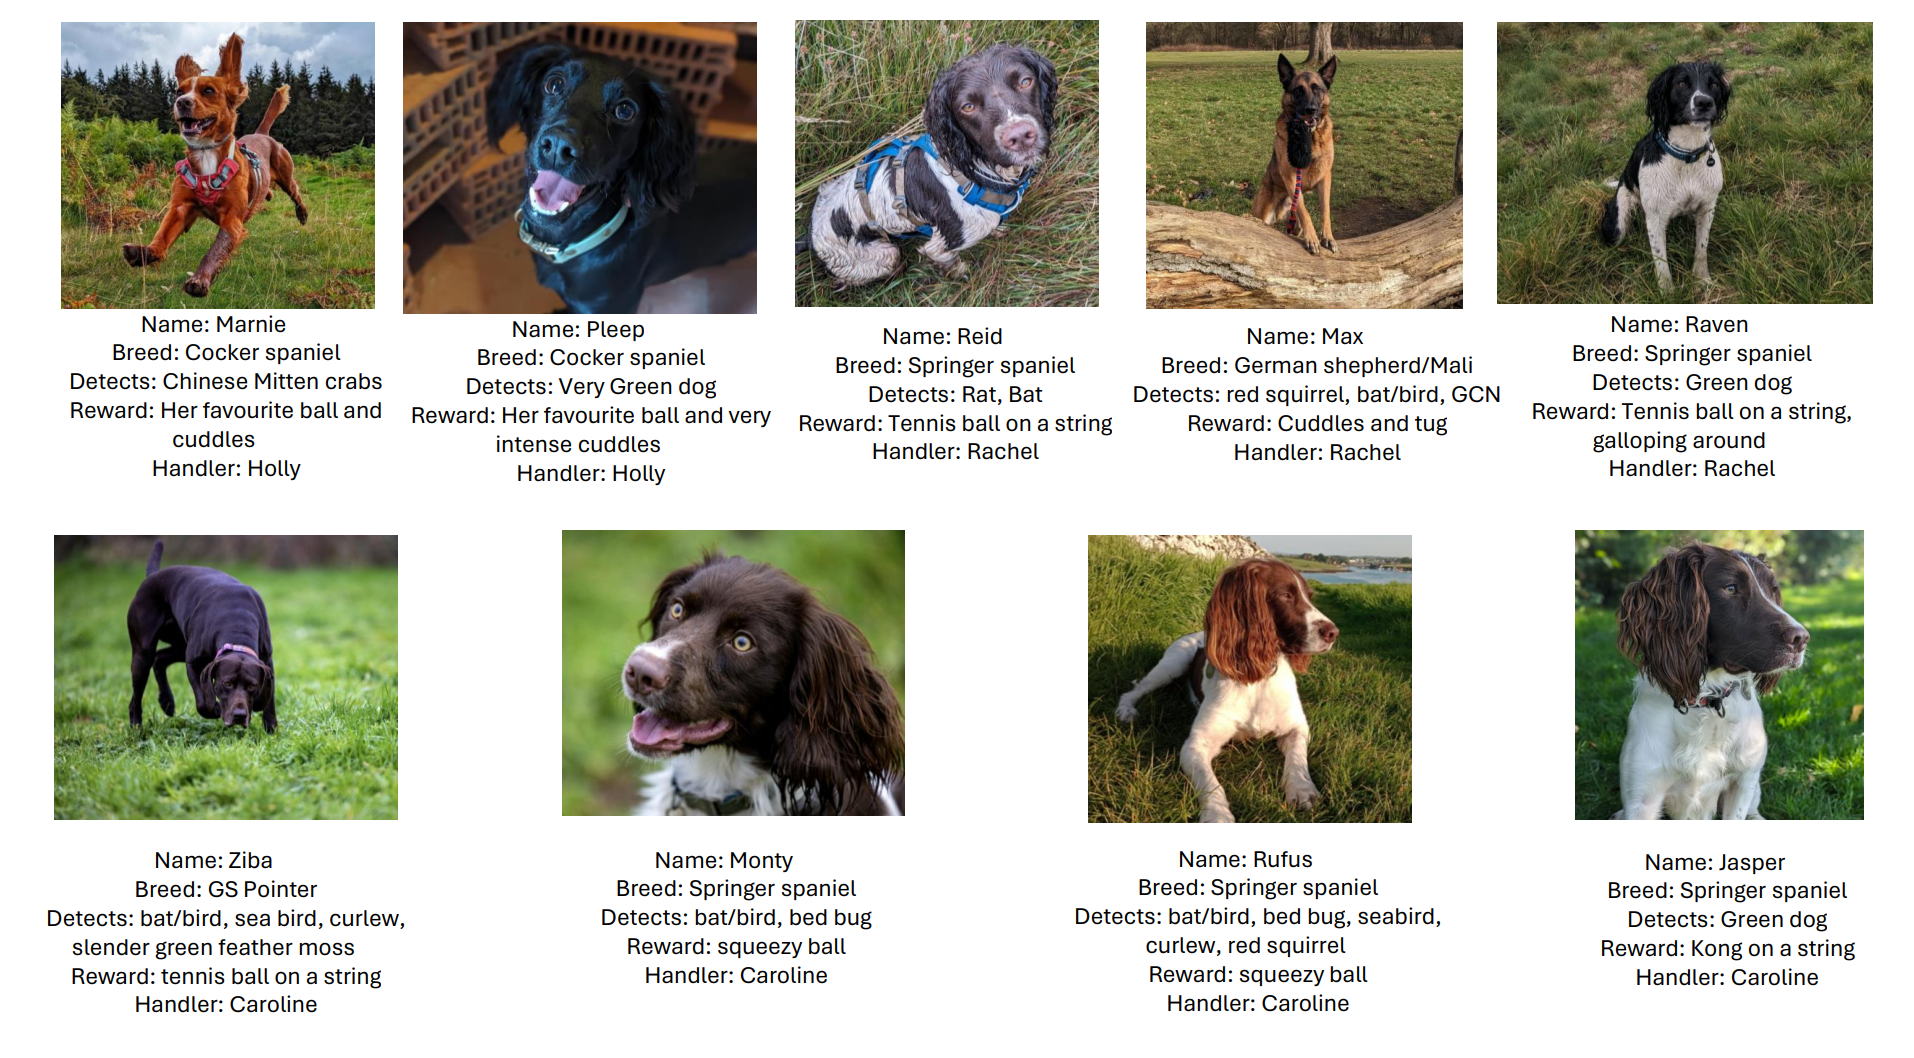 Name: Marnie
Breed: Cocker spaniel
Detects: Chinese Mitten crabs
Reward: Her favourite ball and
cuddles
Handler: Holly
Name: Pleep
Breed: Cocker spaniel
Detects: Very Green dog
Reward: Her favourite ball and very
intense cuddles
Handler: Holly
Name: Reid
Breed: Springer spaniel
Detects: Rat, Bat
Reward: Tennis ball on a string
Handler: Rachel
Name: Max
Breed: German shepherd/Mali
Detects: red squirrel, bat/bird, GCN
Reward: Cuddles and tug
Handler: Rachel
Name: Raven
Breed: Springer spaniel
Detects: Green dog
Reward: Tennis ball on a string,
galloping around
Handler: Rachel
Name: Ziba
Breed: GS Pointer
Detects: bat/bird, sea bird, curlew,
slender green feather moss
Reward: tennis ball on a string
Handler: Caroline
Name: Monty
Breed: Springer spaniel
Detects: bat/bird, bed bug
Reward: squeezy ball
Handler: Caroline
Name: Rufus
Breed: Springer spaniel
Detects: bat/bird, bed bug, seabird,
curlew, red squirrel
Reward: squeezy ball
Handler: Caroline
Name: Jasper
Breed: Springer spaniel
Detects: Green dog
Reward: Kong on a string
Handler: Caroline